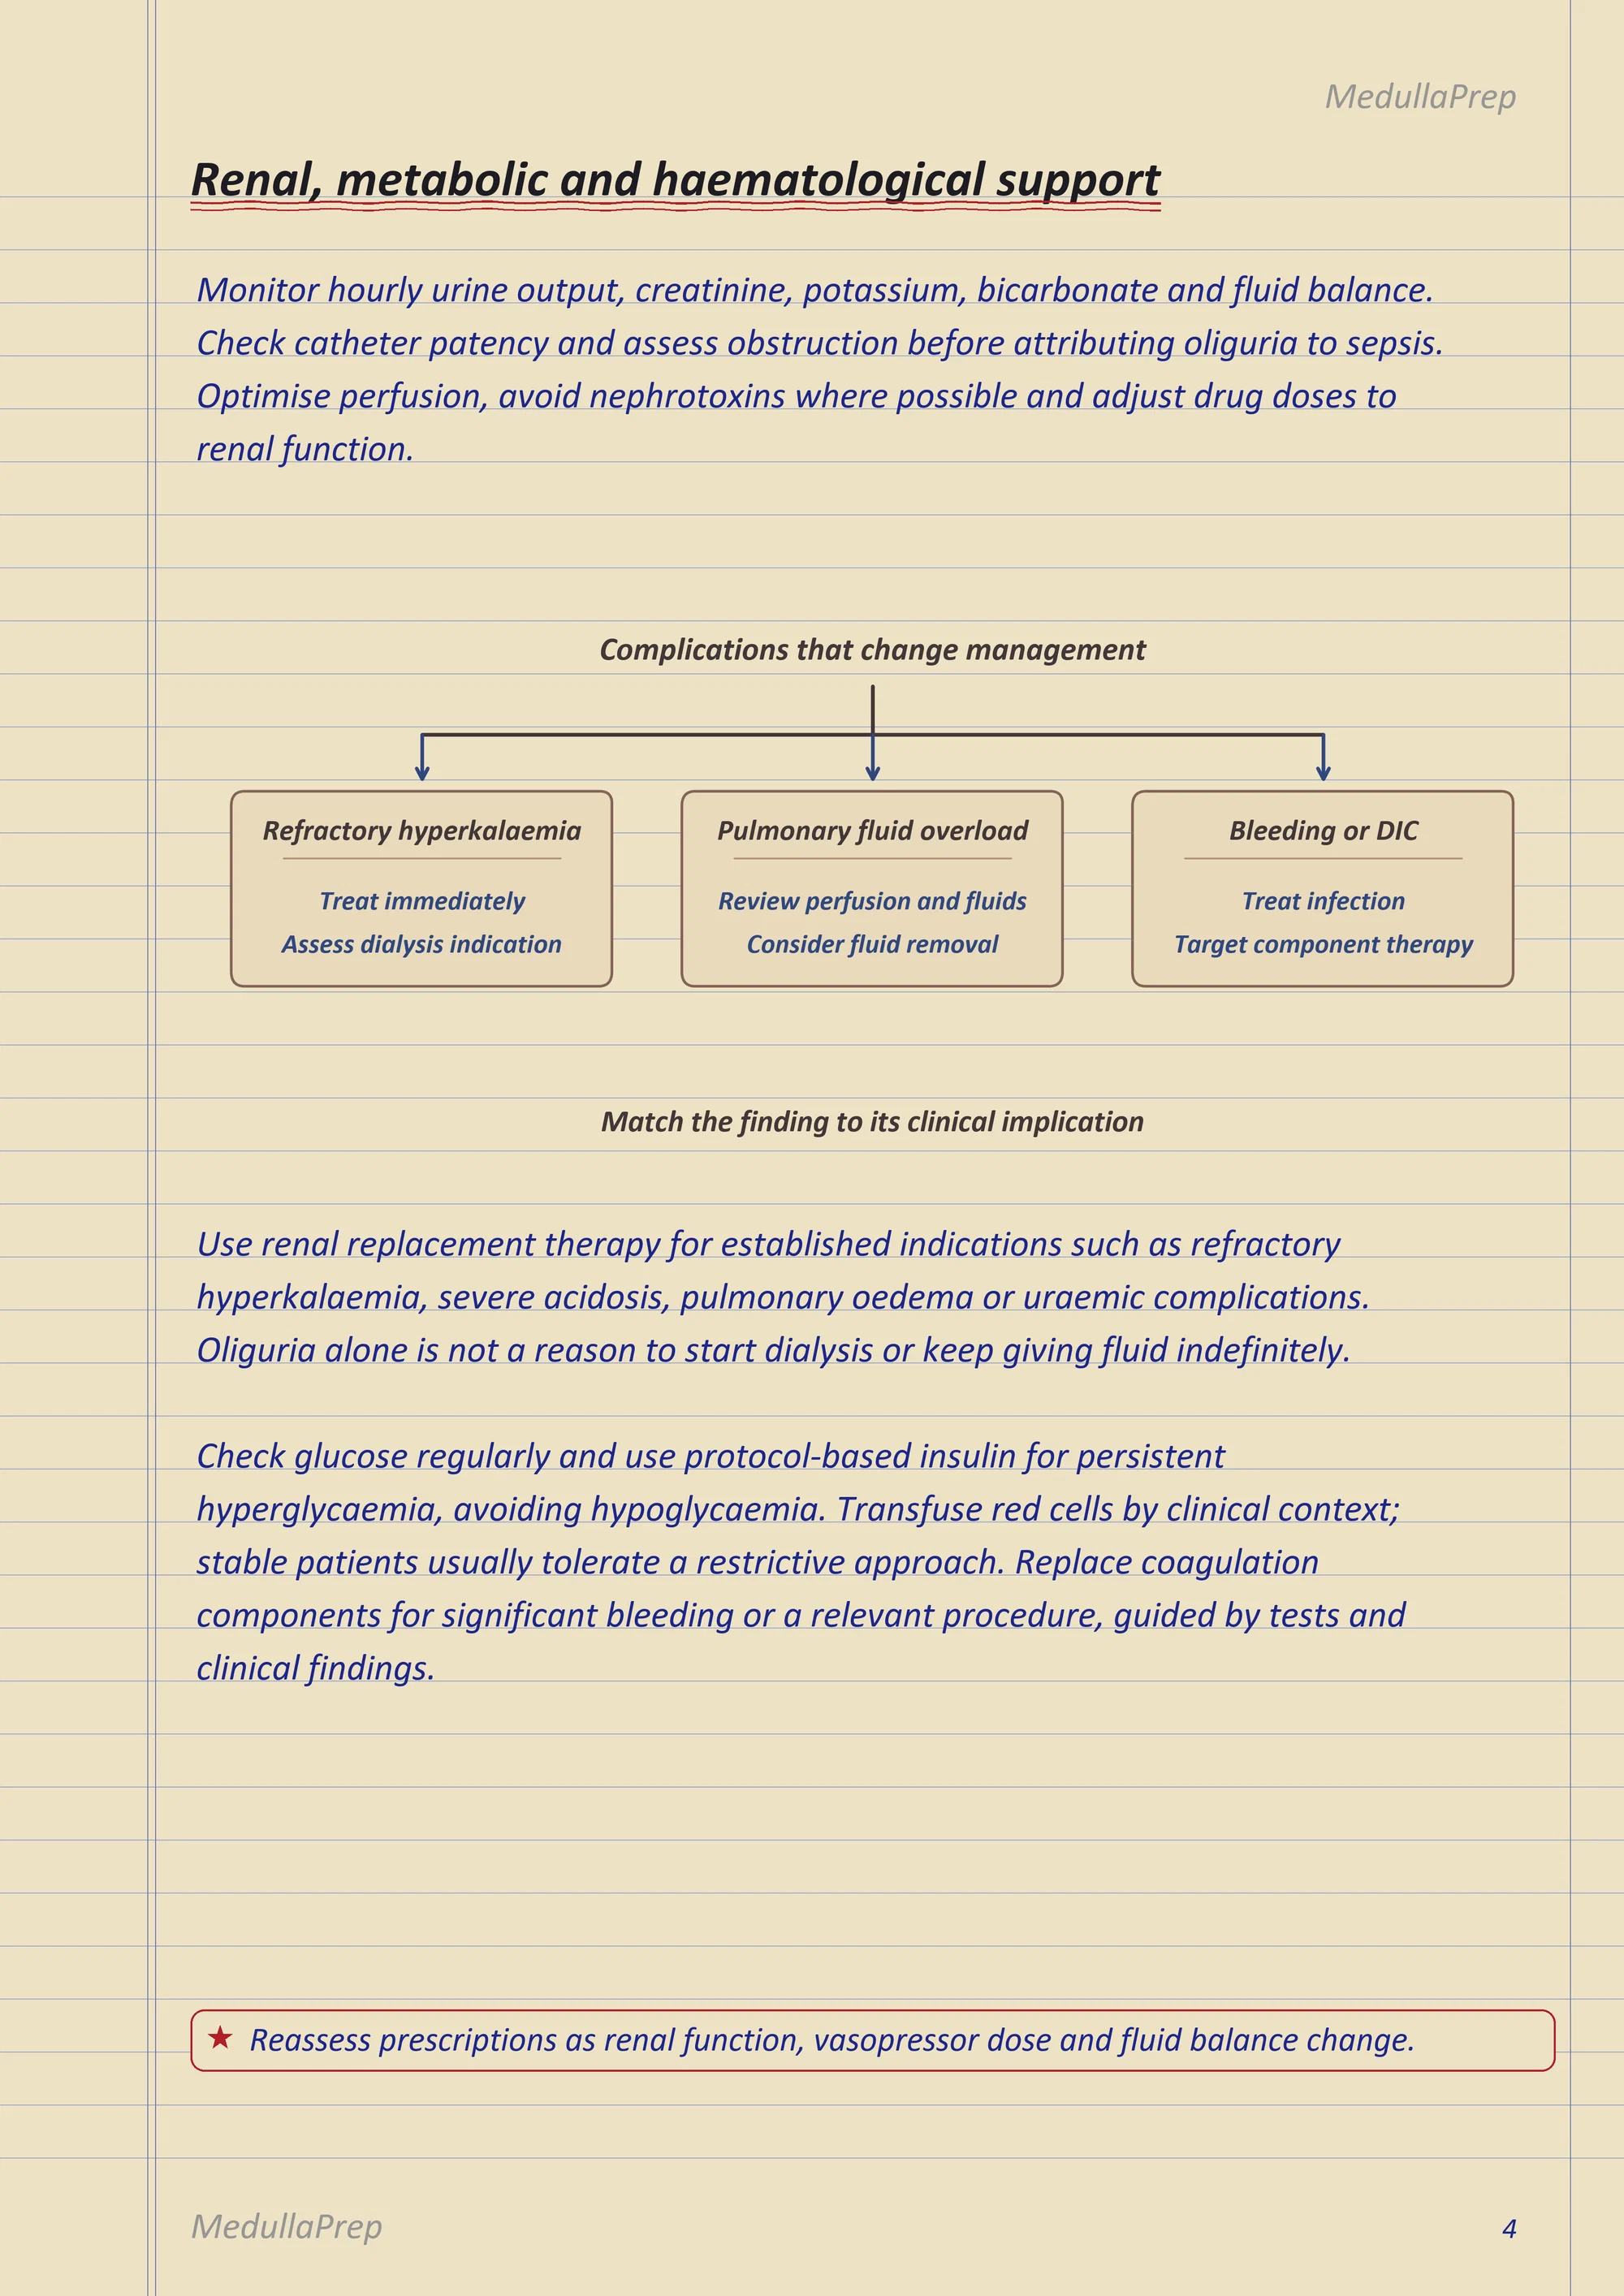 MedullaPrep
Renal, metabolic and haematological support
Monitor hourly urine output, creatinine, potassium, bicarbonate and fluid balance.
Check catheter patency and assess obstruction before attributing oliguria to sepsis.
Optimise perfusion, avoid nephrotoxins where possible and adjust drug doses to
renal function.
Complications that change management
Refractory hyperkalaemia
Treat immediately
Assess dialysis indication
Pulmonary fluid overload
Review perfusion and fluids
Consider fluid removal
Bleeding or DIC
Treat infection
Target component therapy
Match the finding to its clinical implication
Use renal replacement therapy for established indications such as refractory
hyperkalaemia, severe acidosis, pulmonary oedema or uraemic complications.
Oliguria alone is not a reason to start dialysis or keep giving fluid indefinitely.
Check glucose regularly and use protocol-based insulin for persistent
hyperglycaemia, avoiding hypoglycaemia. Transfuse red cells by clinical context;
stable patients usually tolerate a restrictive approach. Replace coagulation
components for significant bleeding or a relevant procedure, guided by tests and
clinical findings.
★ Reassess prescriptions as renal function, vasopressor dose and fluid balance change.
MedullaPrep
4